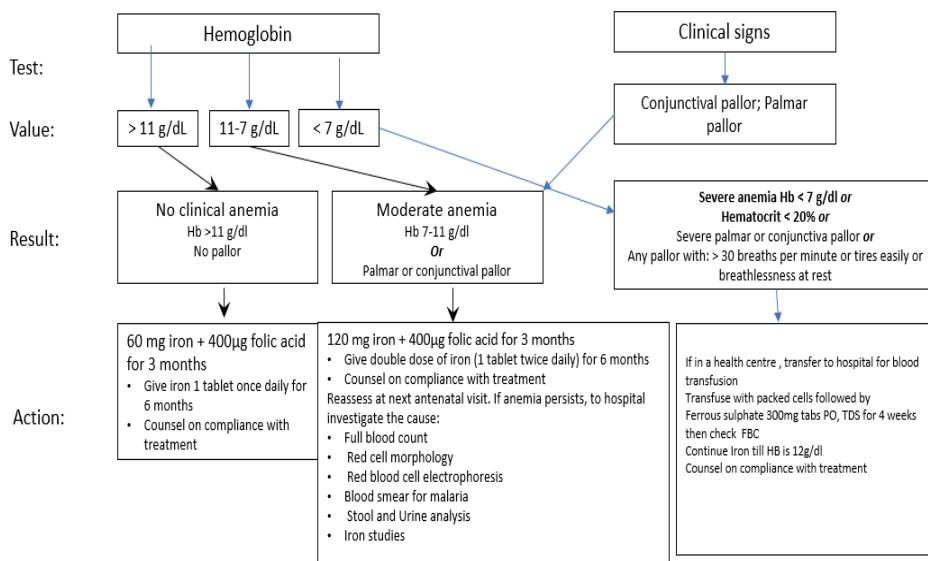 Hemoglobin
Clinical signs
Test:
Conjunctival pallor; Palmar
pallor
Value:
> 11 g/dL
11-7 g/dL
< 7 g/dL
Result:
No clinical anemia
Hb >11 g/dl
No pallor
Moderate anemia
Hb 7-11 g/dl
Or
Palmar or conjunctival pallor
Severe anemia Hb < 7 g/dl or
Hematocrit < 20% or
Severe palmar or conjunctiva pallor or
Any pallor with: > 30 breaths per minute or tires easily or
breathlessness at rest
Action:
60 mg iron + 400µg folic acid
for 3 months
• Give iron 1 tablet once daily for
6 months
• Counsel on compliance with
treatment
120 mg iron + 400µg folic acid for 3 months
• Give double dose of iron (1 tablet twice daily) for 6 months
• Counsel on compliance with treatment
Reassess at next antenatal visit. If anemia persists, to hospital
investigate the cause:
• Full blood count
• Red cell morphology
• Red blood cell electrophoresis
• Blood smear for malaria
• Stool and Urine analysis
• Iron studies
If in a health centre , transfer to hospital for blood
transfusion
Transfuse with packed cells followed by
Ferrous sulphate 300mg tabs PO, TDS for 4 weeks
then check FBC
Continue Iron till HB is 12g/dl
Counsel on compliance with treatment